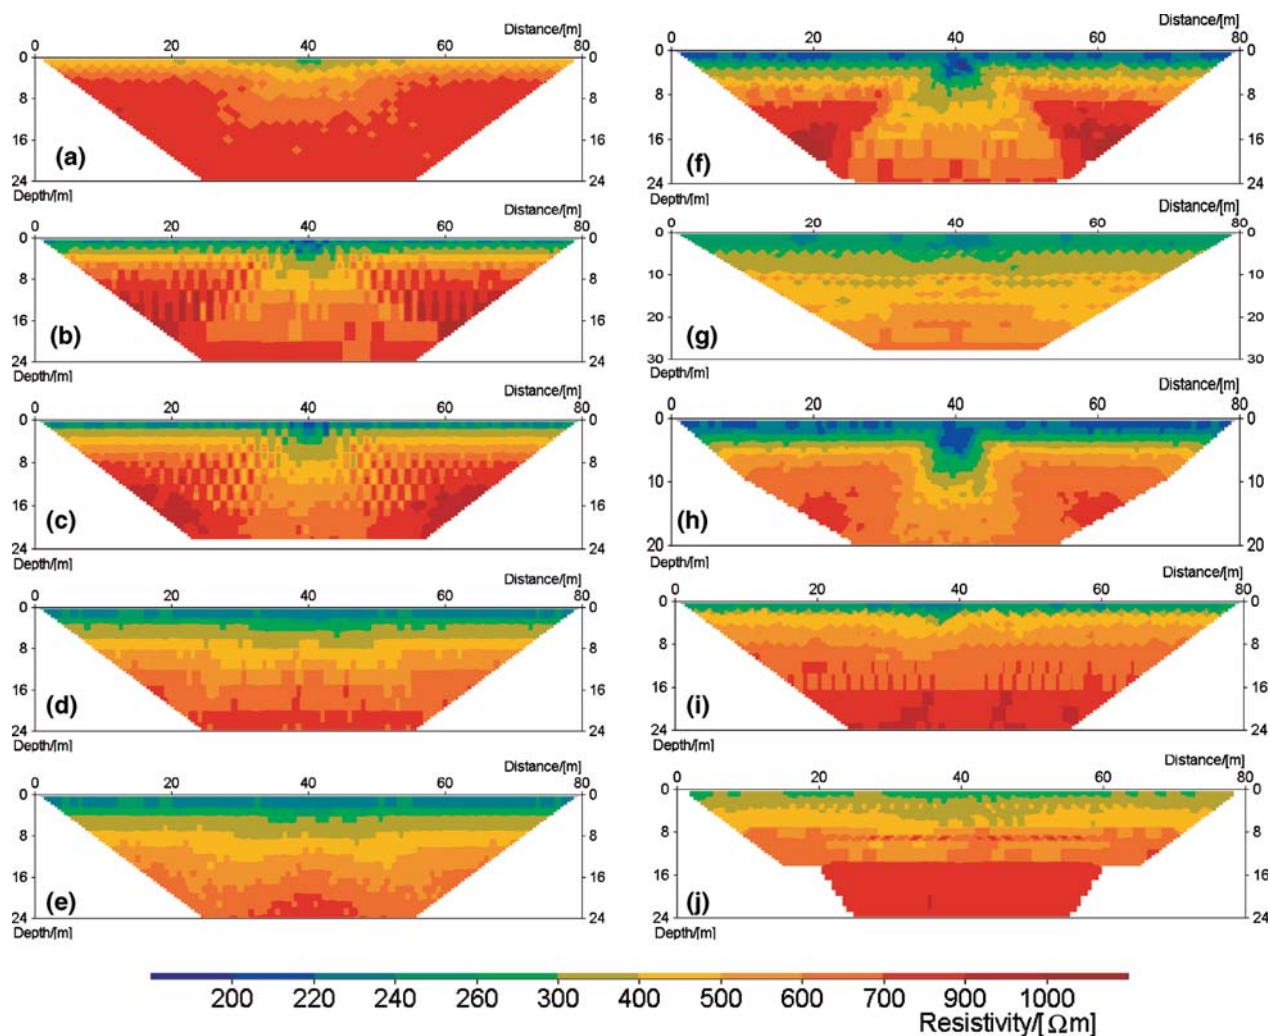 Distance/[m]
0 20 40 60 80
0 0
8 8
16 16
24 24
(a)
Depth/[m]
Distance/[m]
0 20 40 60 80
0 0
8 8
16 16
24 24
(b)
Depth/[m]
Distance/[m]
0 20 40 60 80
0 0
8 8
16 16
24 24
(c)
Depth/[m]
Distance/[m]
0 20 40 60 80
0 0
8 8
16 16
24 24
(d)
Depth/[m]
Distance/[m]
0 20 40 60 80
0 0
8 8
16 16
24 24
(e)
Depth/[m]
Distance/[m]
0 20 40 60 80
0 0
8 8
16 16
24 24
(f)
Depth/[m]
Distance/[m]
0 20 40 60 80
0 0
10 10
20 20
30 30
(g)
Depth/[m]
Distance/[m]
0 20 40 60 80
0 0
10 10
20 20
(h)
Depth/[m]
Distance/[m]
0 20 40 60 80
0 0
8 8
16 16
24 24
(i)
Depth/[m]
Distance/[m]
0 20 40 60 80
0 0
8 8
16 16
24 24
(j)
Depth/[m]
200 220 240 260 300 400 500 600 700 900 1000
Resistivity/[Ωm]